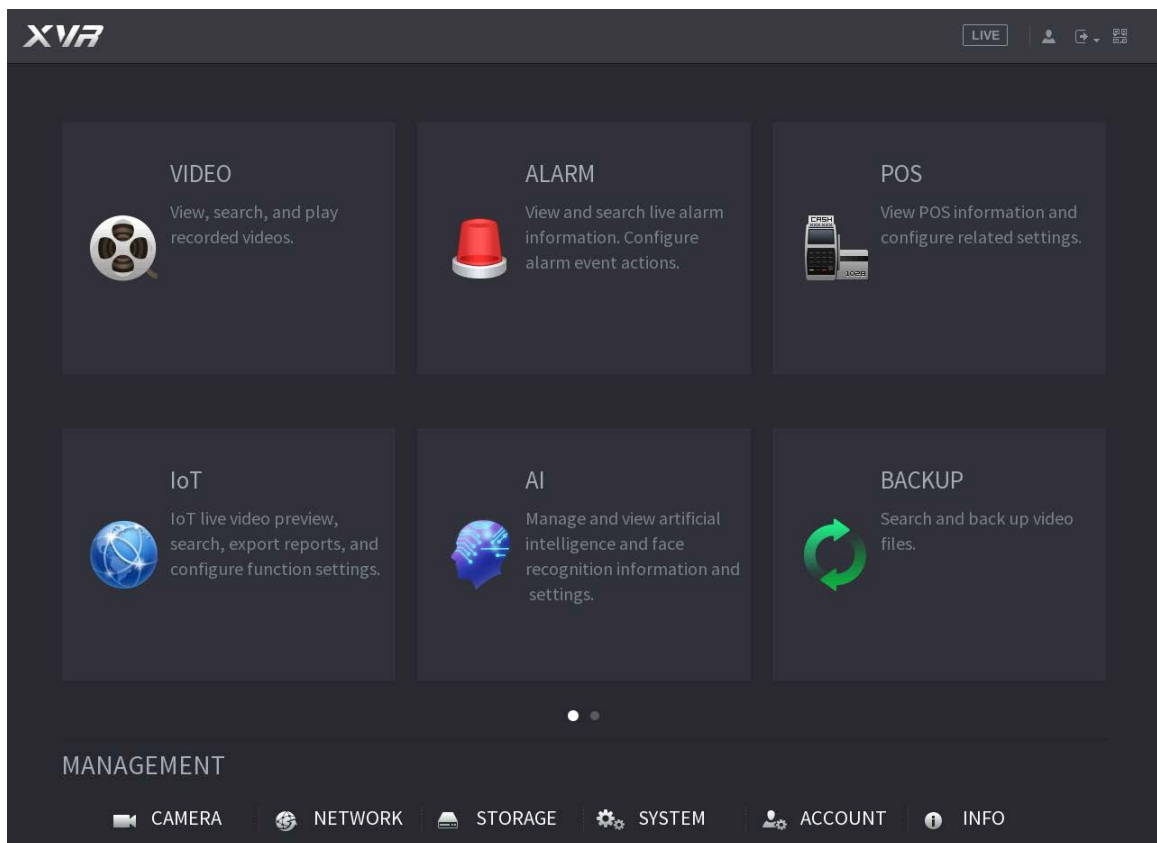 XVR
LIVE
VIDEO
View, search, and play
recorded videos.
ALARM
View and search live alarm
information. Configure
alarm event actions.
POS
View POS information and
configure related settings.
CASH
1028
IoT
IoT live video preview,
search, export reports, and
configure function settings.
AI
Manage and view artificial
intelligence and face
recognition information and
settings.
BACKUP
Search and back up video
files.
MANAGEMENT
CAMERA
NETWORK
STORAGE
SYSTEM
ACCOUNT
INFO